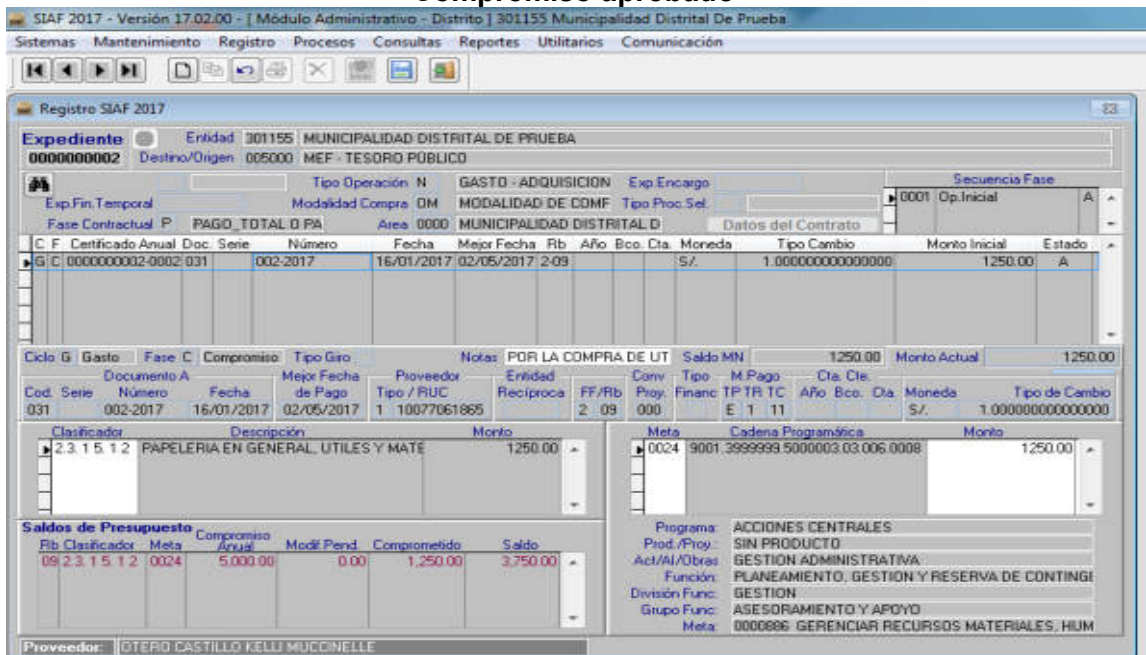 Compromiso aprobado
SIAF 2017 - Versión 17.02.00 - [ Módulo Administrativo - Distrito ] 301155 Municipalidad Distrital De Prueba
Sistemas Mantenimiento Registro Procesos Consultas Reportes Utilitarios Comunicación
Registro SIAF 2017
Expediente Entidad 301155 MUNICIPALIDAD DISTRITAL DE PRUEBA
0000000002 Destino/Origen 005000 MEF - TESORO PÚBLICO
Tipo Operación N GASTO - ADQUISICION Exp.Encargo Secuencia Fase
Exp.Fin.Temporal Modalidad Compra OM MODALIDAD DE COMF Tipo Proc.Sel. 0001 Op.Inicial A
Fase Contractual P PAGO_TOTAL O PA Area 0000 MUNICIPALIDAD DISTRITAL D Datos del Contrato
C F Certificado Anual Doc. Serie Número Fecha Mejor Fecha Rb Año Bco. Cta. Moneda Tipo Cambio Monto Inicial Estado
G C 0000000002-0002 031 002-2017 16/01/2017 02/05/2017 2-09 S/. 1.000000000000000 1250.00 A
Ciclo G Gasto Fase C Compromiso Tipo Giro Notas POR LA COMPRA DE UT Saldo MN 1250.00 Monto Actual 1250.00
Documento A Mejor Fecha Proveedor Entidad Conv Tipo M.Pago Cta. Cte.
Cod. Serie Número Fecha de Pago Tipo / RUC Recíproca FF/Rb Proy. Financ TP TR TC Año Bco. Cta Moneda Tipo de Cambio
031 002-2017 16/01/2017 02/05/2017 1 10077061865 2 09 000 E 1 11 S/. 1.000000000000000
Clasificador Descripción Monto Meta Cadena Programática Monto
2.3. 1 5. 1 2 PAPELERIA EN GENERAL, UTILES Y MATE 1250.00 0024 9001.3999999.5000003.03.006.0008 1250.00
Saldos de Presupuesto
Rb Clasificador Meta Compromiso Anual Modif.Pend. Comprometido Saldo
09 2.3. 1 5. 1 2 0024 5,000.00 0.00 1,250.00 3,750.00
Programa: ACCIONES CENTRALES
Prod./Proy.: SIN PRODUCTO
Act/AI/Obras GESTION ADMINISTRATIVA
Función: PLANEAMIENTO, GESTION Y RESERVA DE CONTINGE
División Func: GESTION
Grupo Func: ASESORAMIENTO Y APOYO
Meta: 0000886 GERENCIAR RECURSOS MATERIALES, HUM
Proveedor: OTERO CASTILLO KELLI MUCCINELLE